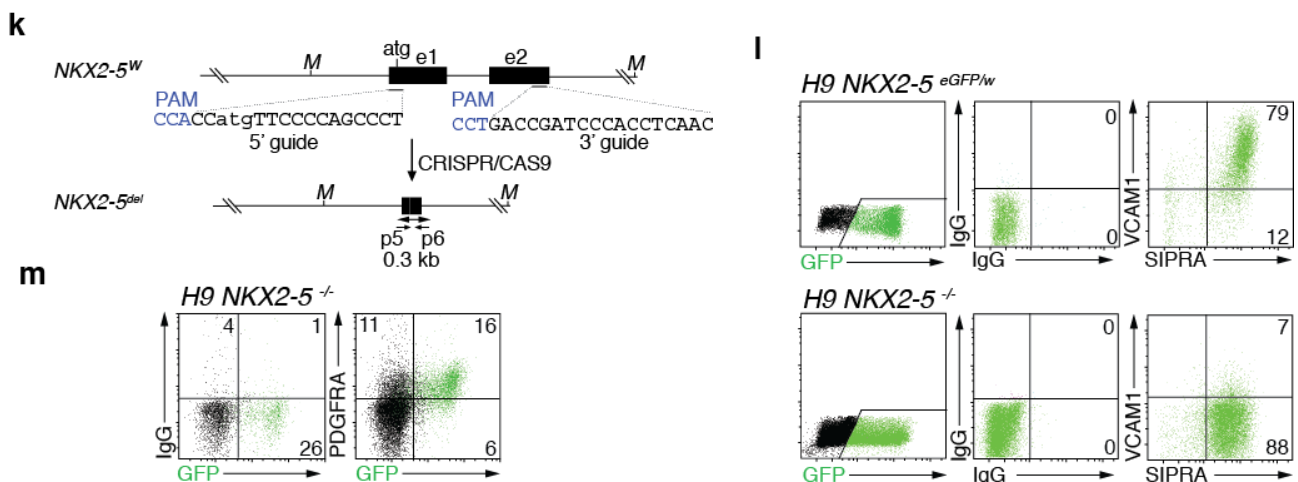 k
atg
M
e1
e2
M
NKX2-5^w
PAM
CCACCatgTTCCCCAGCCCT
5' guide
PAM
CCTGACCGATCCCACCTCAAC
3' guide
CRISPR/CAS9
NKX2-5^del
M
M
p5
p6
0.3 kb
l
H9 NKX2-5 ^eGFP/w
GFP
IgG
0
0
IgG
VCAM1
79
12
SIPRA
H9 NKX2-5 ^-/-
GFP
IgG
0
0
IgG
VCAM1
7
88
SIPRA
m
H9 NKX2-5 ^-/-
IgG
4
1
26
GFP
PDGFRA
11
16
6
GFP